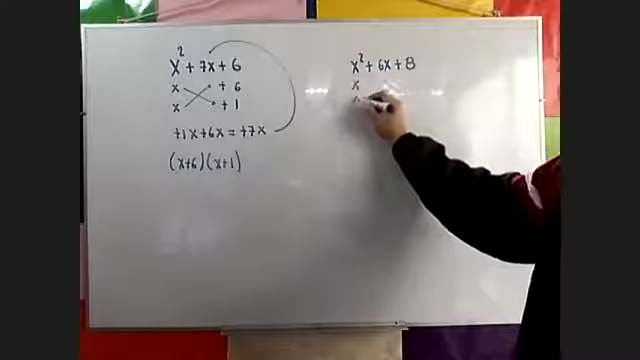 x² + 7x + 6
x + 6
x + 1
+1x+6x = +7x
(x+6)(x+1)
x² + 6x + 8
x